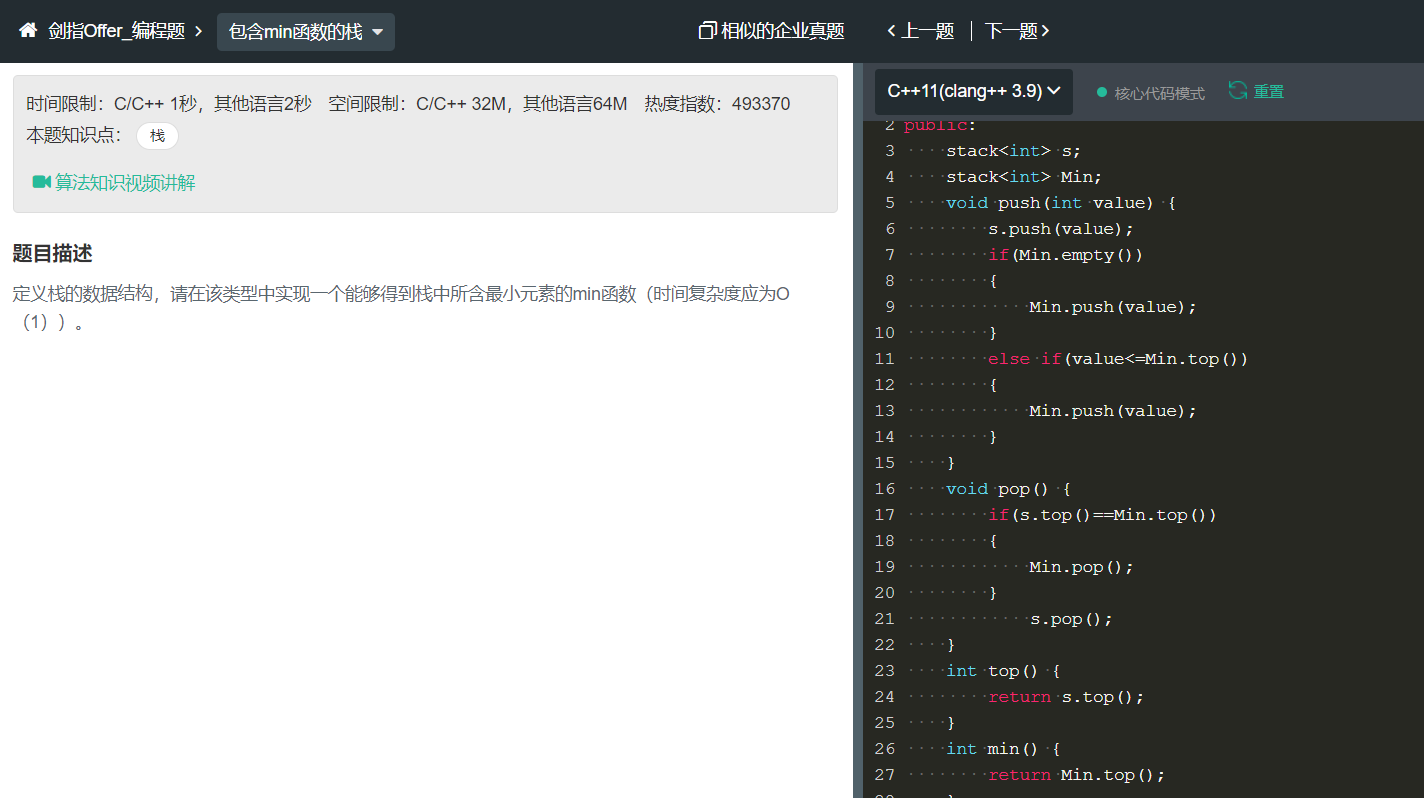 剑指Offer_编程题 包含min函数的栈 相似的企业真题 上一题 下一题
时间限制：C/C++ 1秒，其他语言2秒 空间限制：C/C++ 32M，其他语言64M 热度指数：493370
本题知识点： 栈
算法知识视频讲解
题目描述
定义栈的数据结构，请在该类型中实现一个能够得到栈中所含最小元素的min函数（时间复杂度应为O
（1））。
C++11(clang++ 3.9) 核心代码模式 重置
2 public:
3     stack<int> s;
4     stack<int> Min;
5     void push(int value) {
6         s.push(value);
7         if(Min.empty())
8         {
9             Min.push(value);
10         }
11         else if(value<=Min.top())
12         {
13             Min.push(value);
14         }
15     }
16     void pop() {
17         if(s.top()==Min.top())
18         {
19             Min.pop();
20         }
21             s.pop();
22     }
23     int top() {
24         return s.top();
25     }
26     int min() {
27         return Min.top();